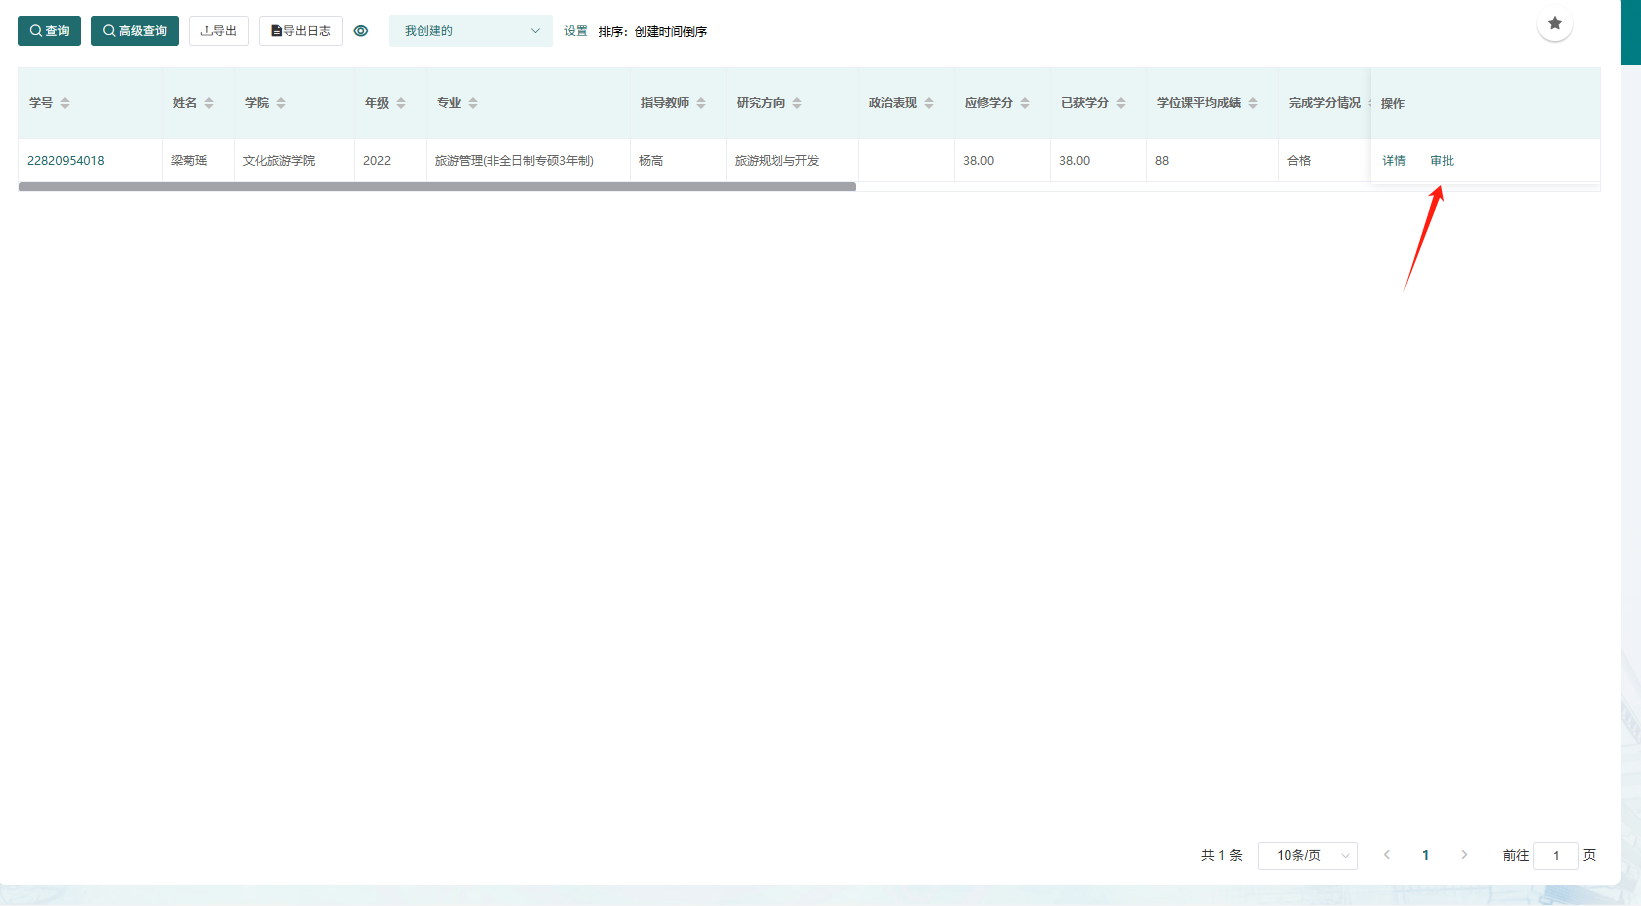 查询 高级查询 导出 导出日志 我创建的 设置 排序：创建时间倒序
学号 姓名 学院 年级 专业 指导教师 研究方向 政治表现 应修学分 已获学分 学位课平均成绩 完成学分情况 操作
22820954018 梁菊瑶 文化旅游学院 2022 旅游管理(非全日制专硕3年制) 杨高 旅游规划与开发 38.00 38.00 88 合格 详情 审批
共 1 条 10条/页 1 前往 1 页